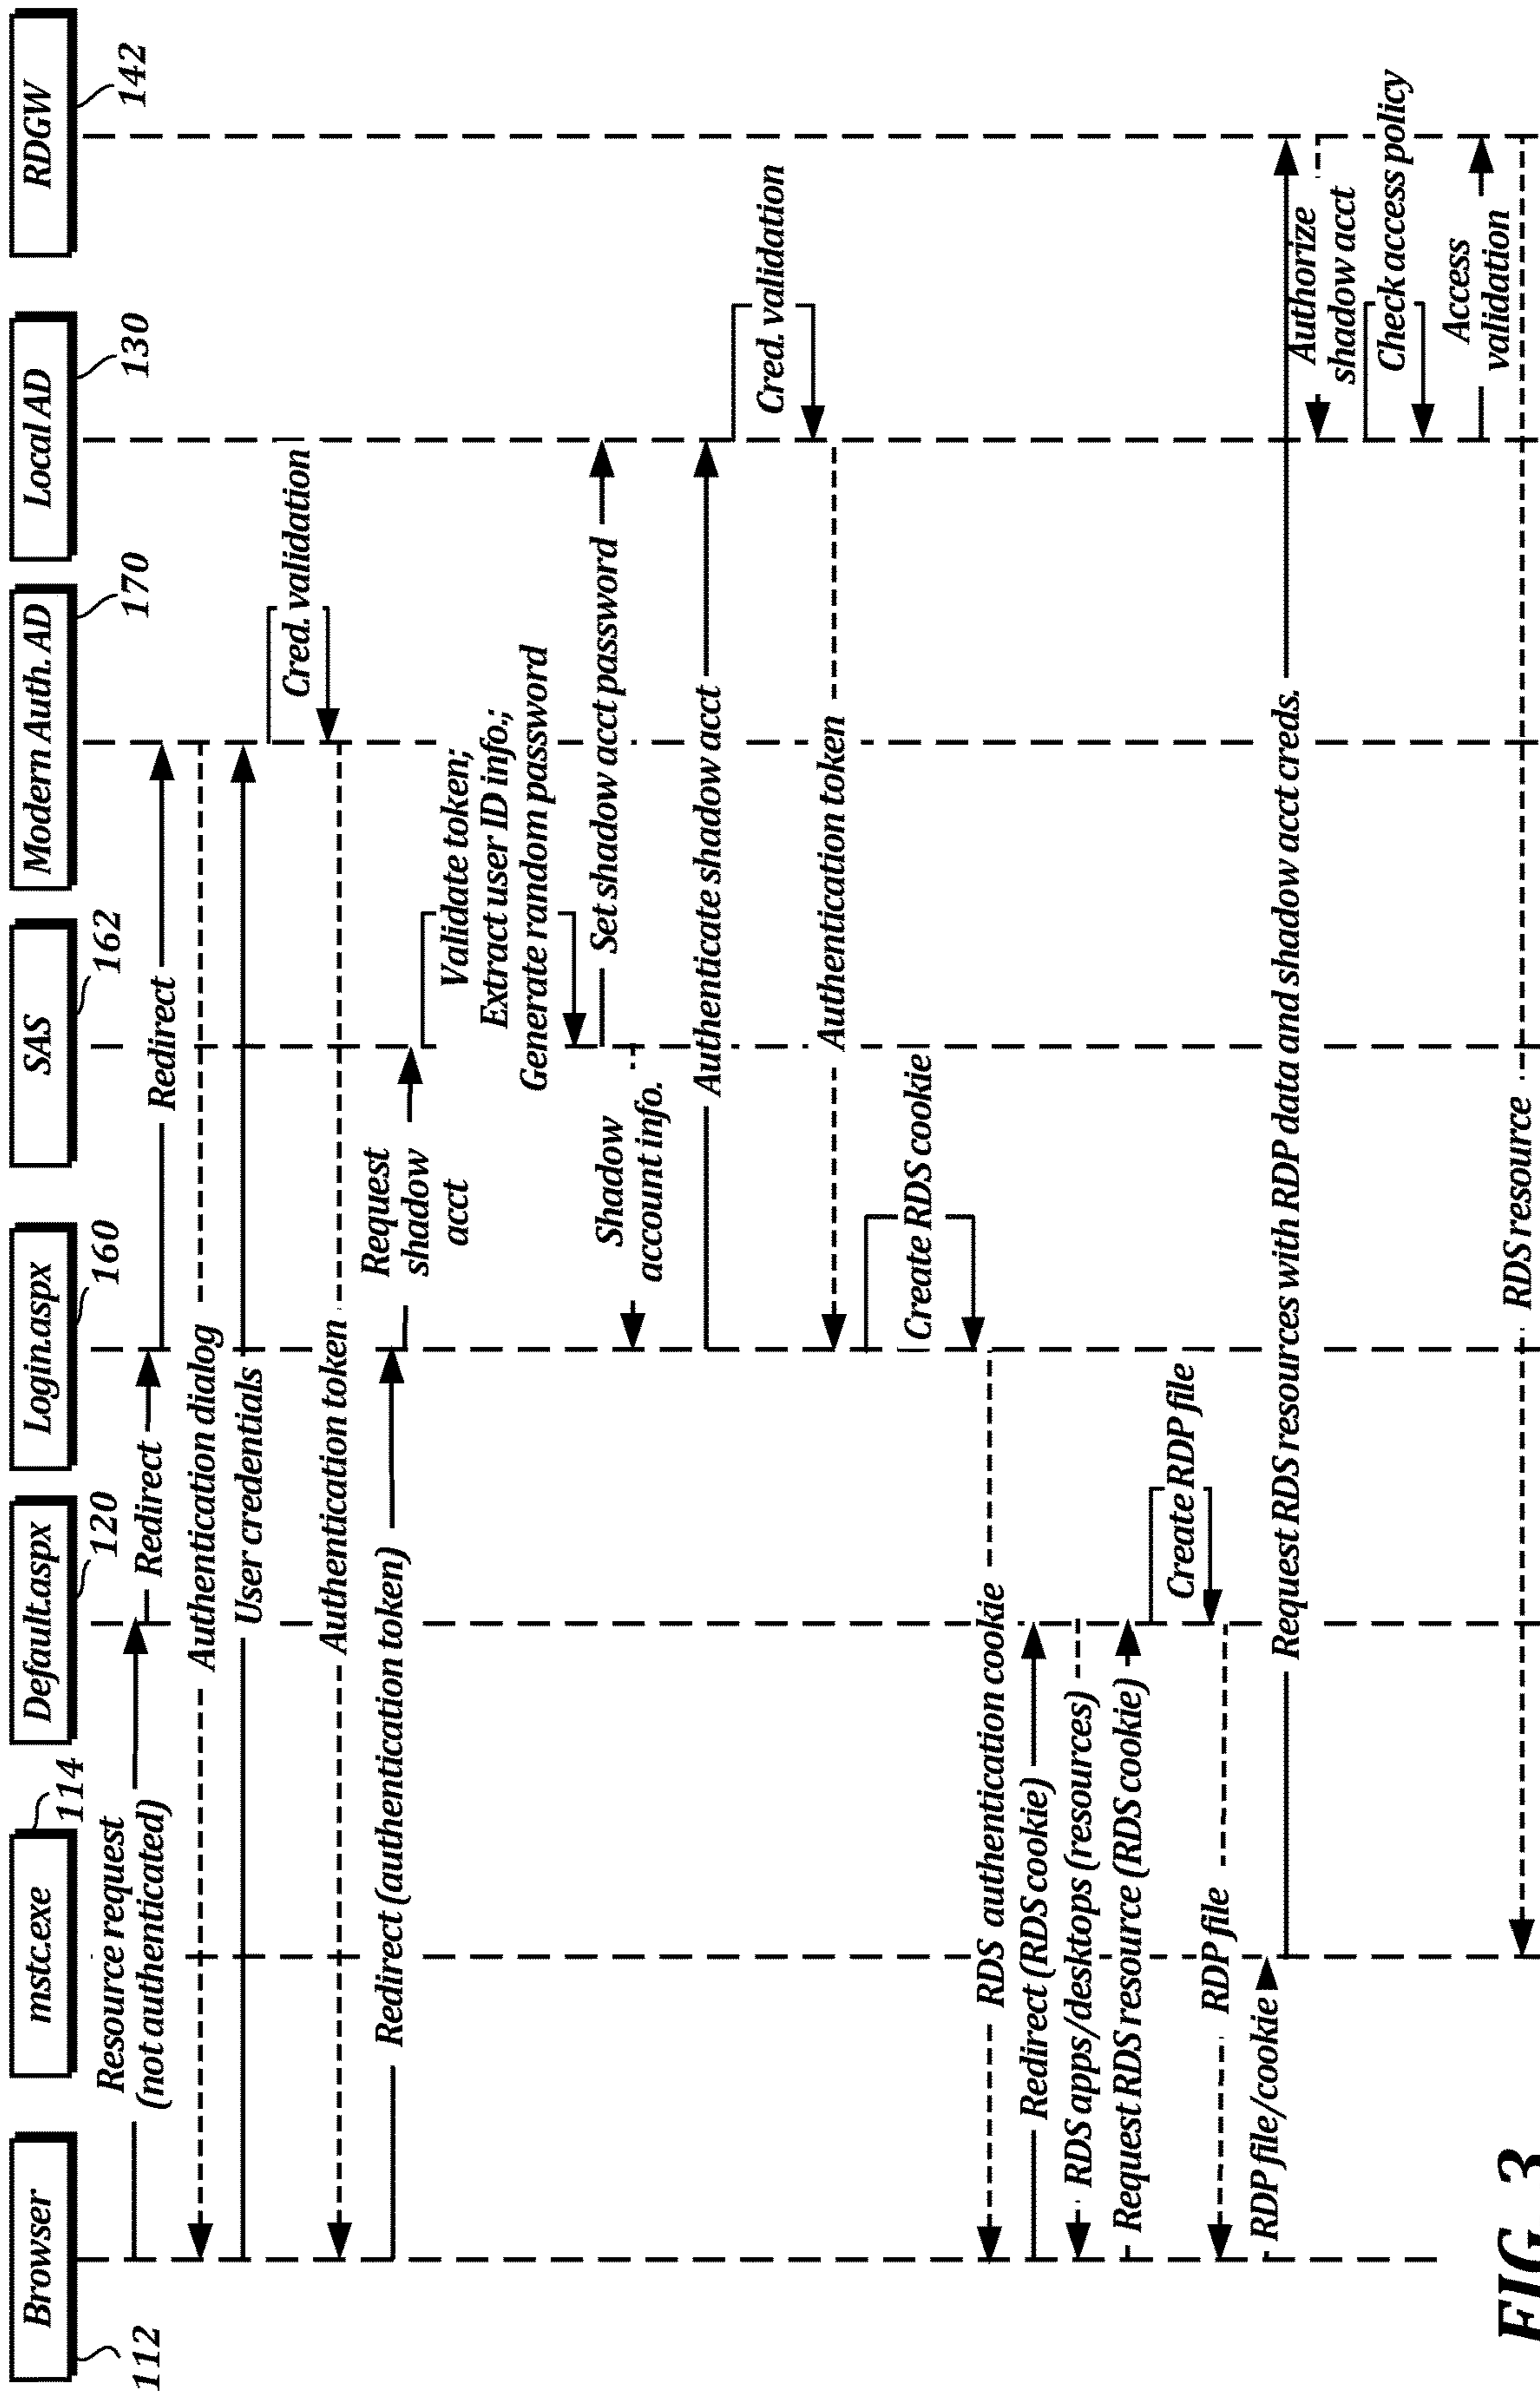 Browser
112
mstc.exe
114
Default.aspx
120
Login.aspx
160
SAS
162
Modern Auth. AD
170
Local AD
130
RDGW
142
Resource request
(not authenticated)
Redirect
Redirect
Authentication dialog
User credentials
Cred. validation
Authentication token
Redirect (authentication token)
Request
shadow
acct
Validate token;
Extract user ID info.;
Generate random password
Set shadow acct password
Shadow
account info.
Authenticate shadow acct
Cred. validation
Authentication token
Create RDS cookie
RDS authentication cookie
Redirect (RDS cookie)
RDS apps/desktops (resources)
Request RDS resource (RDS cookie)
Create RDP file
RDP file
RDP file/cookie
Request RDS resources with RDP data and shadow acct creds.
Authorize
shadow acct
Check access policy
Access
validation
RDS resource
FIG. 3